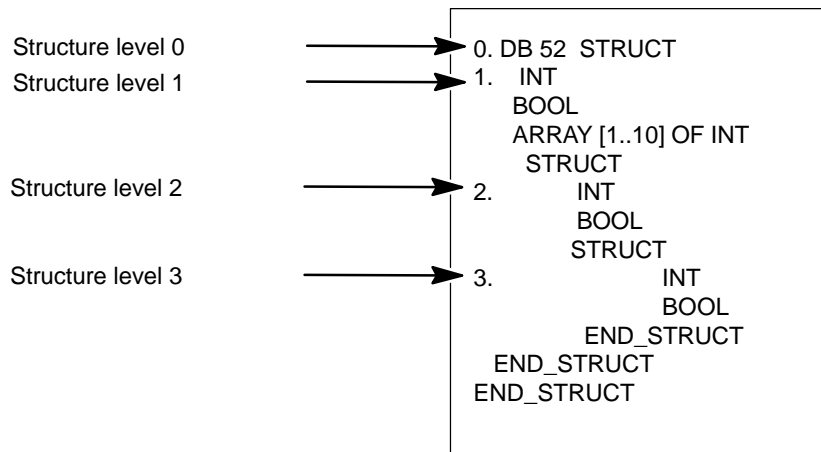 Structure level 0 0. DB 52 STRUCT
Structure level 1 1. INT
BOOL
ARRAY [1..10] OF INT
STRUCT
Structure level 2 2. INT
BOOL
STRUCT
Structure level 3 3. INT
BOOL
END_STRUCT
END_STRUCT
END_STRUCT